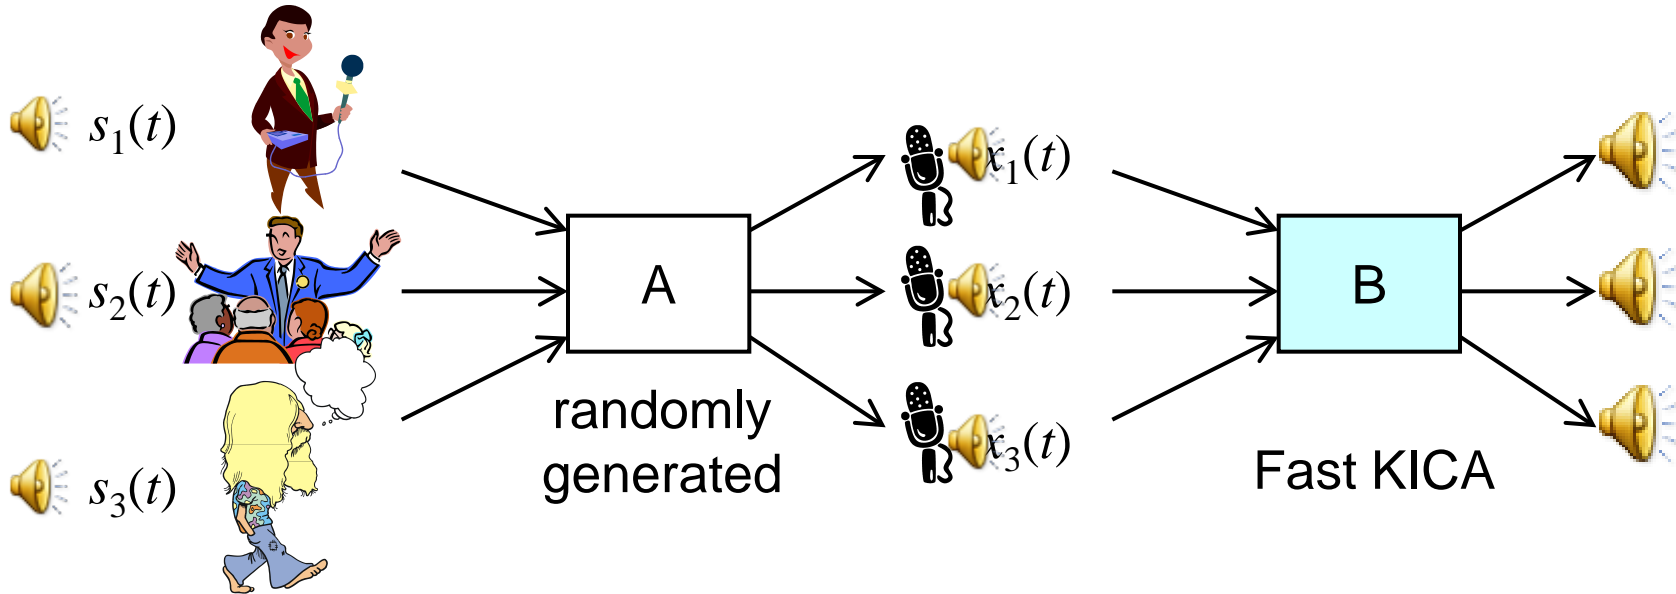 s₁(t)
x₁(t)
A
B
s₂(t)
x₂(t)
randomly
generated
s₃(t)
x₃(t)
Fast KICA